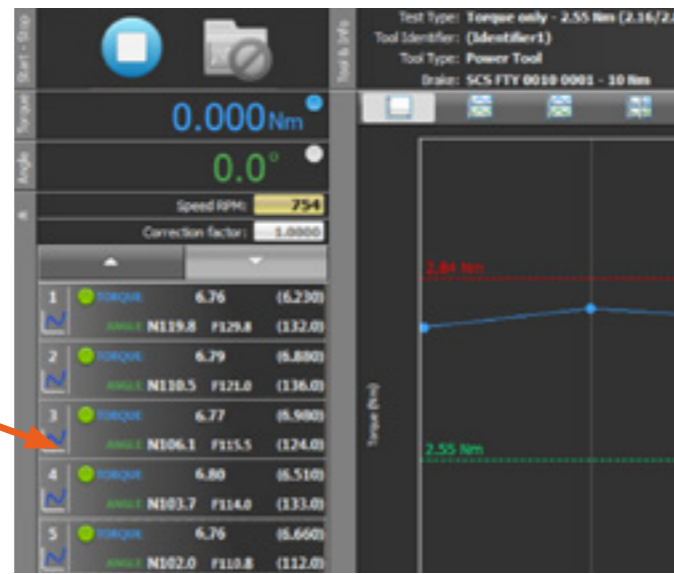 Start - Stop
Tool & Info
Test Type: Torque only - 2.55 Nm (2.16/2.
Tool Identifier: (Identifier1)
Tool Type: Power Tool
Brake: SCS FTY 0010 0001 - 10 Nm
Torque
0.000 Nm
Angle
0.0°
Speed RPM: 754
Correction factor: 1.0000
1 TORQUE 6.76 (6.230)
ANGLE N119.8 F129.8 (132.0)
2 TORQUE 6.79 (6.880)
ANGLE N110.5 F121.0 (136.0)
3 TORQUE 6.77 (6.980)
ANGLE N106.1 F115.5 (124.0)
4 TORQUE 6.80 (6.510)
ANGLE N103.7 F114.0 (133.0)
5 TORQUE 6.76 (6.660)
ANGLE N102.0 F110.8 (112.0)
Torque (Nm)
2.84 Nm
2.55 Nm